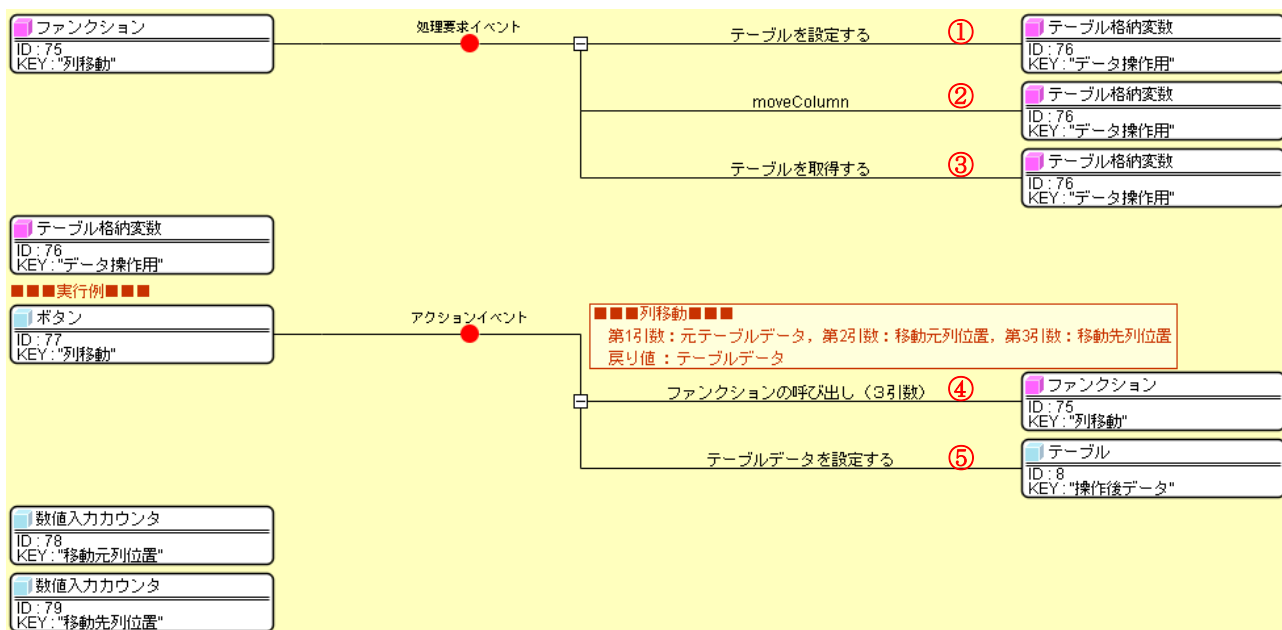 ファンクション
ID : 75
KEY : "列移動"
処理要求イベント
テーブルを設定する
①
テーブル格納変数
ID : 76
KEY : "データ操作用"
moveColumn
②
テーブル格納変数
ID : 76
KEY : "データ操作用"
テーブルを取得する
③
テーブル格納変数
ID : 76
KEY : "データ操作用"
テーブル格納変数
ID : 76
KEY : "データ操作用"
■■■実行例■■■
ボタン
ID : 77
KEY : "列移動"
アクションイベント
■■■列移動■■■
第1引数：元テーブルデータ，第2引数：移動元列位置，第3引数：移動先列位置
戻り値 ：テーブルデータ
ファンクションの呼び出し（3引数）
④
ファンクション
ID : 75
KEY : "列移動"
テーブルデータを設定する
⑤
テーブル
ID : 8
KEY : "操作後データ"
数値入力カウンタ
ID : 78
KEY : "移動元列位置"
数値入力カウンタ
ID : 79
KEY : "移動先列位置"